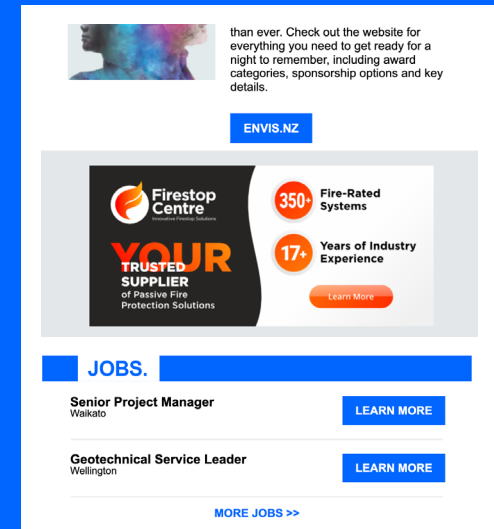 than ever. Check out the website for
everything you need to get ready for a
night to remember, including award
categories, sponsorship options and key
details.
ENVIS.NZ
Firestop
Centre
Innovative Firestop Solutions
YOUR
TRUSTED
SUPPLIER
of Passive Fire
Protection Solutions
350+
Fire-Rated
Systems
17+
Years of Industry
Experience
Learn More
JOBS.
Senior Project Manager
Waikato
LEARN MORE
Geotechnical Service Leader
Wellington
LEARN MORE
MORE JOBS >>